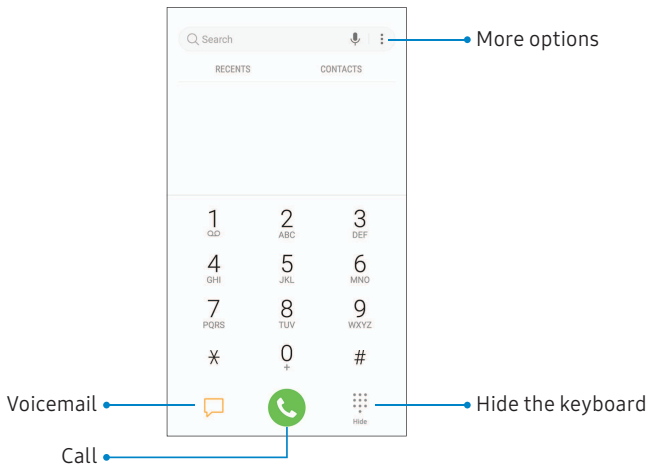 Search
More options
RECENTS CONTACTS
1 2 3
ABC DEF
4 5 6
GHI JKL MNO
7 8 9
PQRS TUV WXYZ
* 0 #
+
Voicemail
Hide the keyboard
Hide
Call